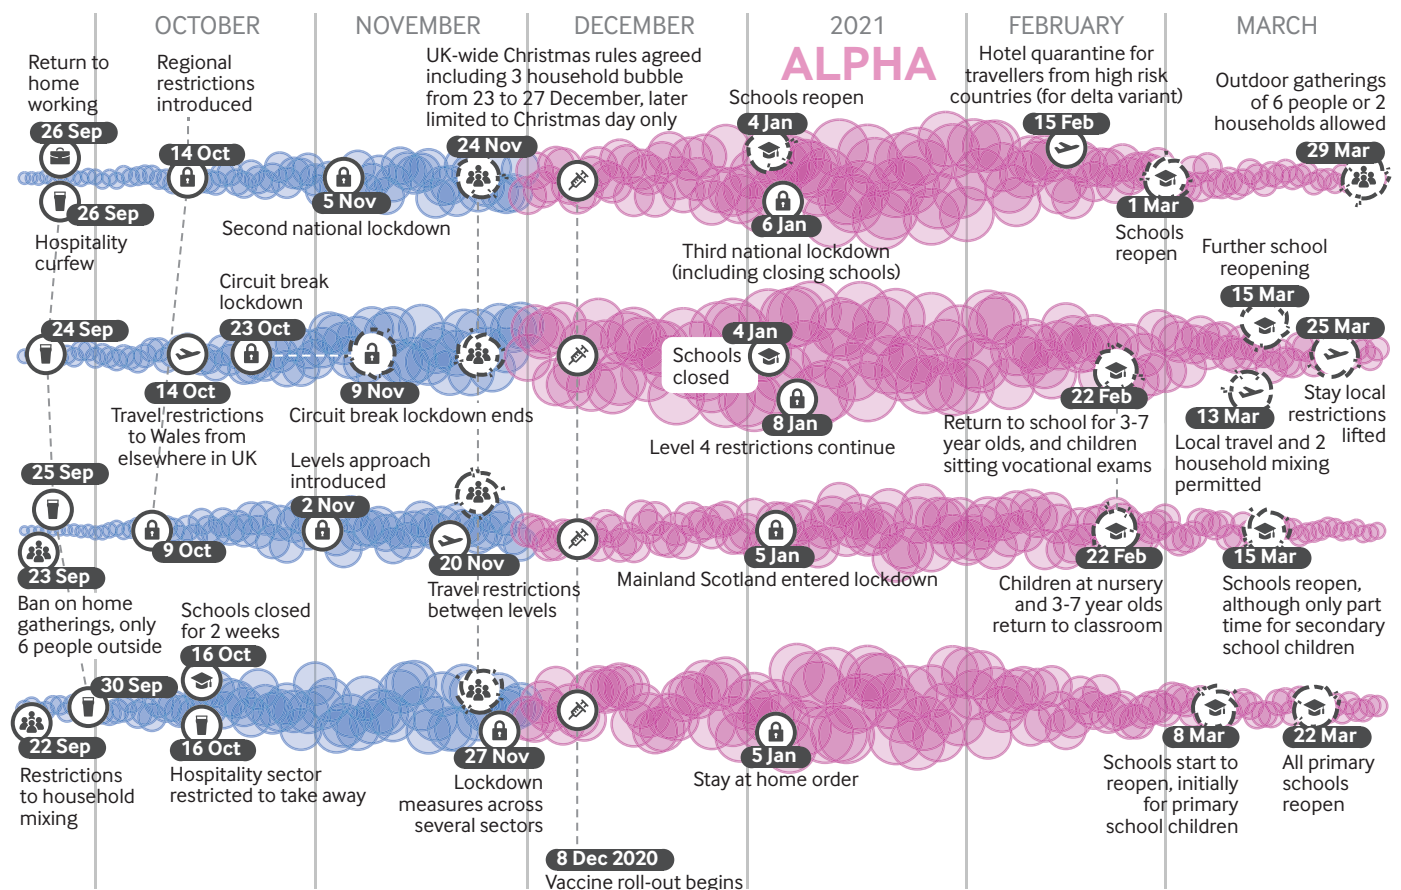 OCTOBER
NOVEMBER
DECEMBER
2021
FEBRUARY
MARCH
ALPHA
Return to
home
working
26 Sep
26 Sep
Hospitality
curfew
Regional
restrictions
introduced
14 Oct
5 Nov
Second national lockdown
UK-wide Christmas rules agreed
including 3 household bubble
from 23 to 27 December, later
limited to Christmas day only
24 Nov
Schools reopen
4 Jan
6 Jan
Third national lockdown
(including closing schools)
Hotel quarantine for
travellers from high risk
countries (for delta variant)
15 Feb
1 Mar
Schools
reopen
Outdoor gatherings
of 6 people or 2
households allowed
29 Mar
24 Sep
14 Oct
Travel restrictions
to Wales from
elsewhere in UK
Circuit break
lockdown
23 Oct
9 Nov
Circuit break lockdown ends
4 Jan
Schools
closed
8 Jan
Level 4 restrictions continue
22 Feb
Return to school for 3-7
year olds, and children
sitting vocational exams
Further school
reopening
15 Mar
13 Mar
Local travel and 2
household mixing
permitted
25 Mar
Stay local
restrictions
lifted
25 Sep
23 Sep
Ban on home
gatherings, only
6 people outside
9 Oct
Levels approach
introduced
2 Nov
20 Nov
Travel restrictions
between levels
5 Jan
Mainland Scotland entered lockdown
22 Feb
Children at nursery
and 3-7 year olds
return to classroom
15 Mar
Schools reopen,
although only part
time for secondary
school children
22 Sep
Restrictions
to household
mixing
30 Sep
Schools closed
for 2 weeks
16 Oct
16 Oct
Hospitality sector
restricted to take away
27 Nov
Lockdown
measures across
several sectors
8 Dec 2020
Vaccine roll-out begins
5 Jan
Stay at home order
8 Mar
Schools start to
reopen, initially
for primary
school children
22 Mar
All primary
schools
reopen